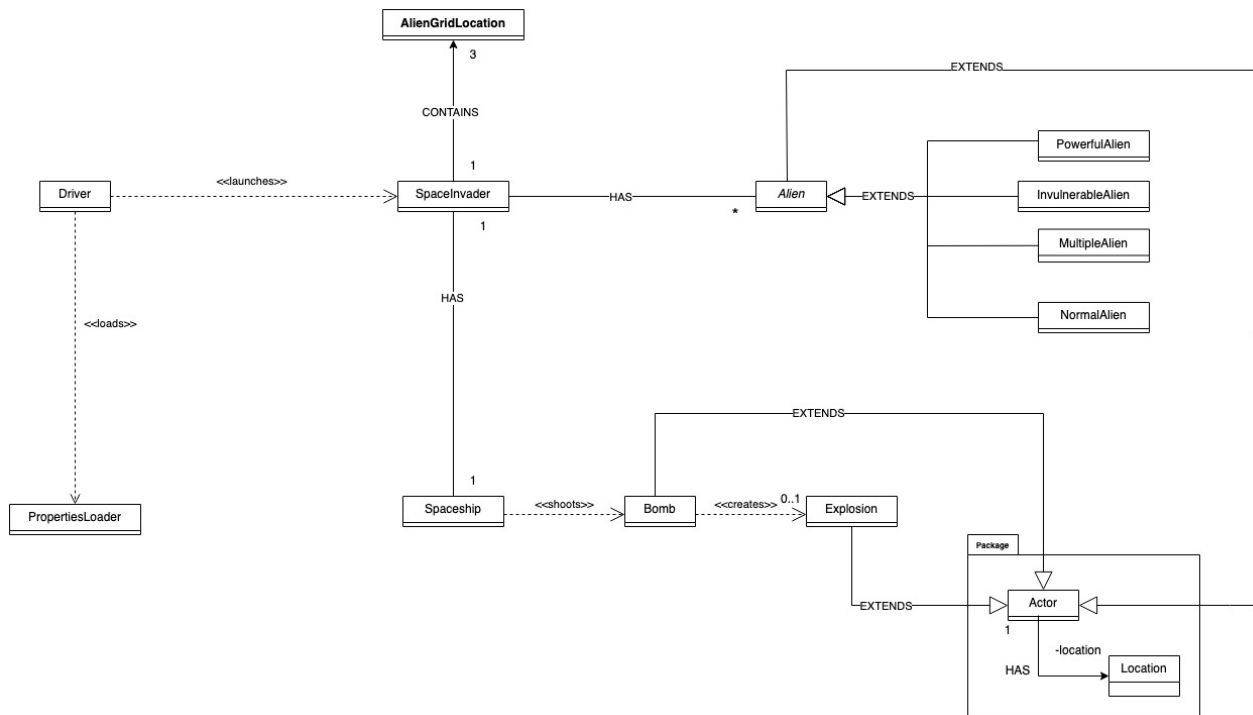 AlienGridLocation
3
EXTENDS
CONTAINS
PowerfulAlien
1
Driver
<<launches>>
SpaceInvader
HAS
Alien
EXTENDS
InvulnerableAlien
*
1
MultipleAlien
HAS
<<loads>>
NormalAlien
EXTENDS
1
0..1
PropertiesLoader
Spaceship
<<shoots>>
Bomb
<<creates>>
Explosion
Package
EXTENDS
Actor
1
-location
HAS
Location